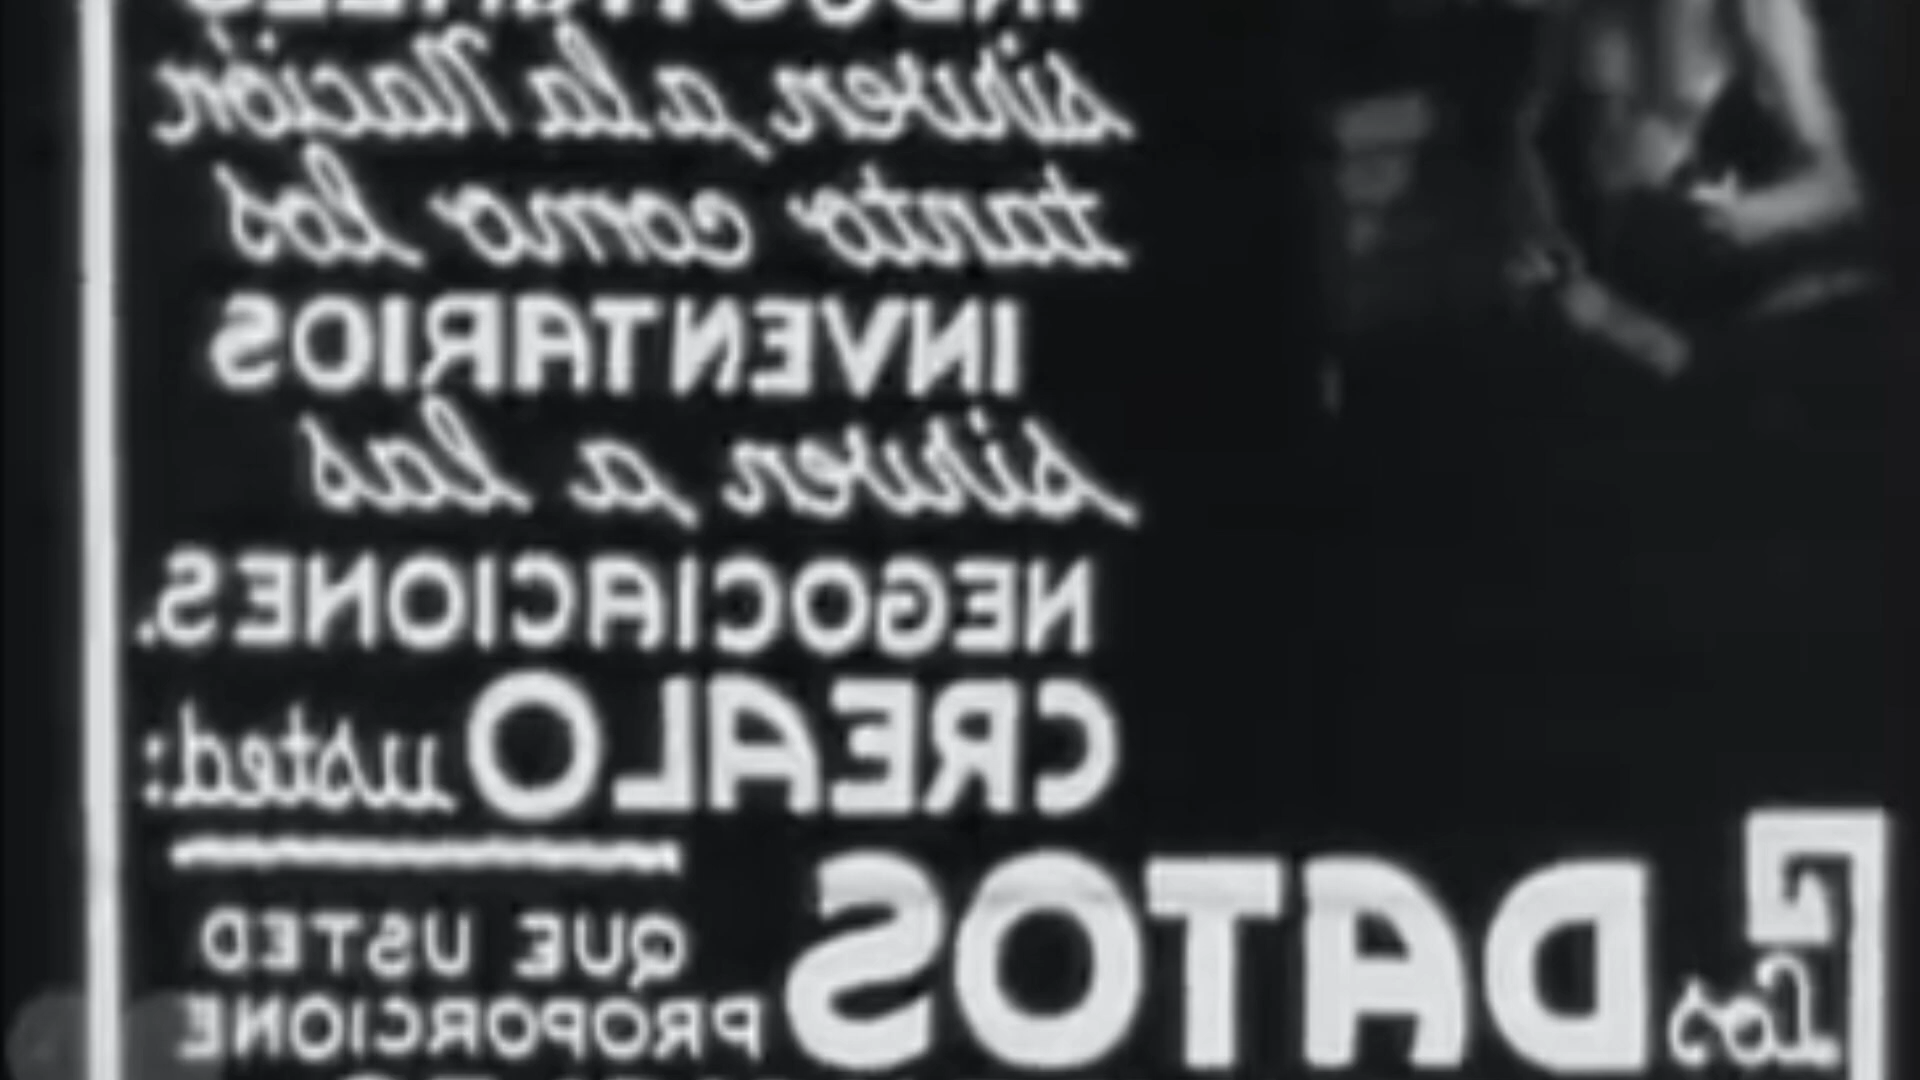 sirven a la Nación
tanto como los
INVENTARIOS
sirven a las
NEGOCIACIONES.
CREALO usted:
Los DATOS QUE USTED
PROPORCIONE